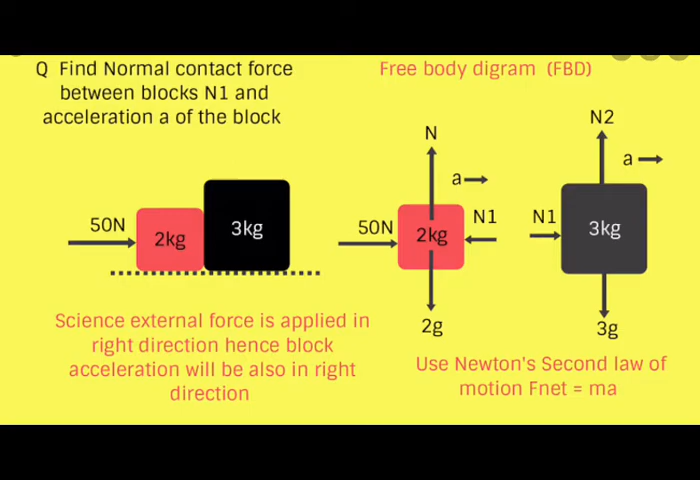 Q Find Normal contact force
between blocks N1 and
acceleration a of the block
Free body digram (FBD)
50N
2kg
3kg
N
a
50N
2kg
N1
2g
N2
a
N1
3kg
3g
Science external force is applied in
right direction hence block
acceleration will be also in right
direction
Use Newton's Second law of
motion Fnet = ma